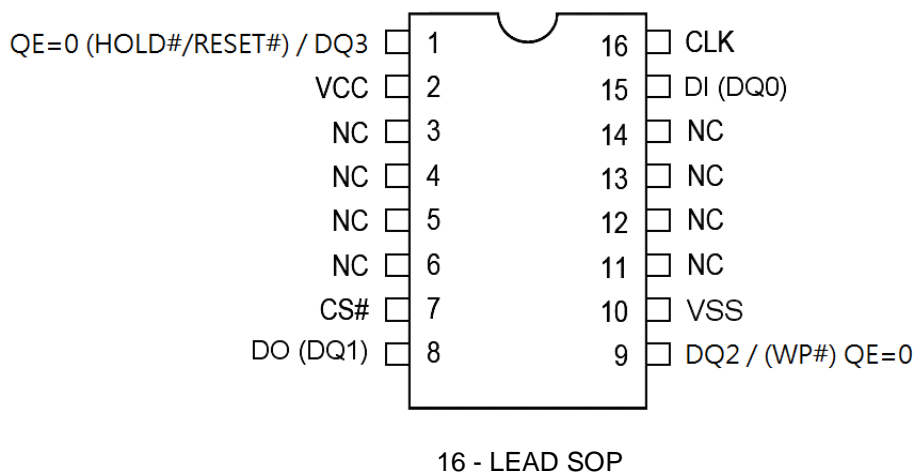 QE=0 (HOLD#/RESET#) / DQ3 1 16 CLK
VCC 2 15 DI (DQ0)
NC 3 14 NC
NC 4 13 NC
NC 5 12 NC
NC 6 11 NC
CS# 7 10 VSS
DO (DQ1) 8 9 DQ2 / (WP#) QE=0
16 - LEAD SOP